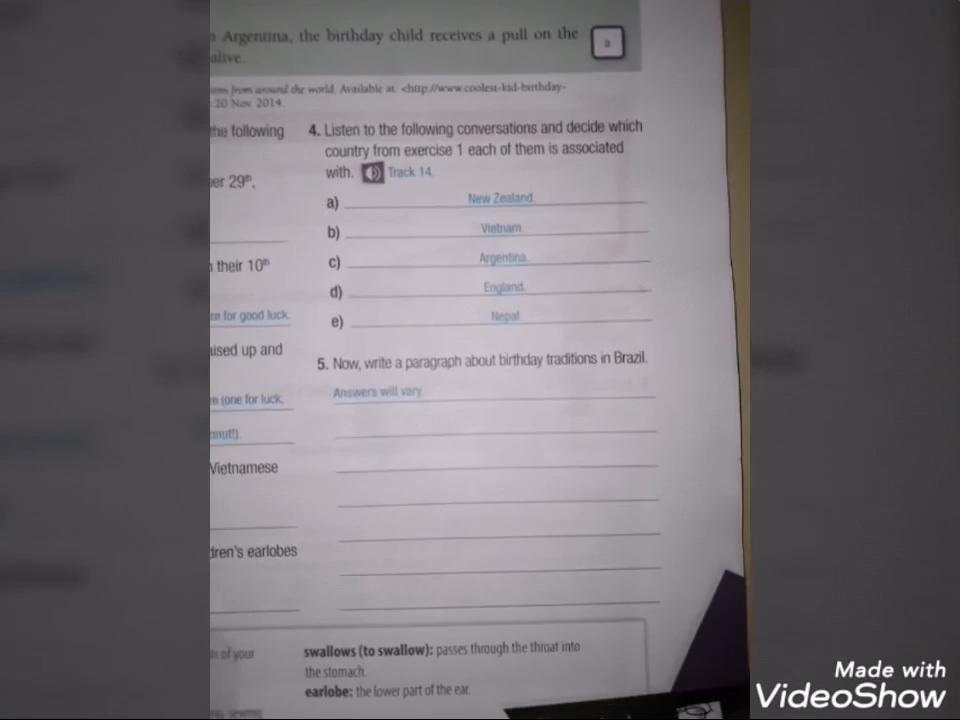 Argentina, the birthday child receives a pull on the
alive.
a
from around the world. Available at: <http://www.coolest-kid-birthday-
20 Nov. 2014.
the following
29th,
their 10th
for good luck.
up and
(one for luck,
Vietnamese
earlobes
4. Listen to the following conversations and decide which
country from exercise 1 each of them is associated
with. Track 14.
a) New Zealand.
b) Vietnam.
c) Argentina.
d) England.
e) Nepal
5. Now, write a paragraph about birthday traditions in Brazil.
Answers will vary.
of your
swallows (to swallow): passes through the throat into
the stomach.
earlobe: the lower part of the ear.
Made with
VideoShow